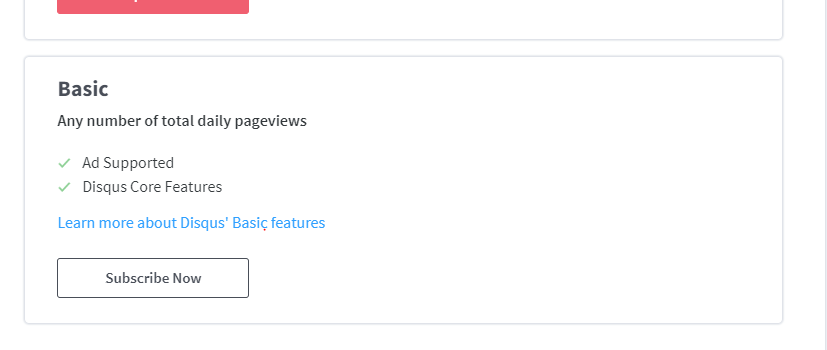 Basic
Any number of total daily pageviews
Ad Supported
Disqus Core Features
Learn more about Disqus' Basic features
Subscribe Now